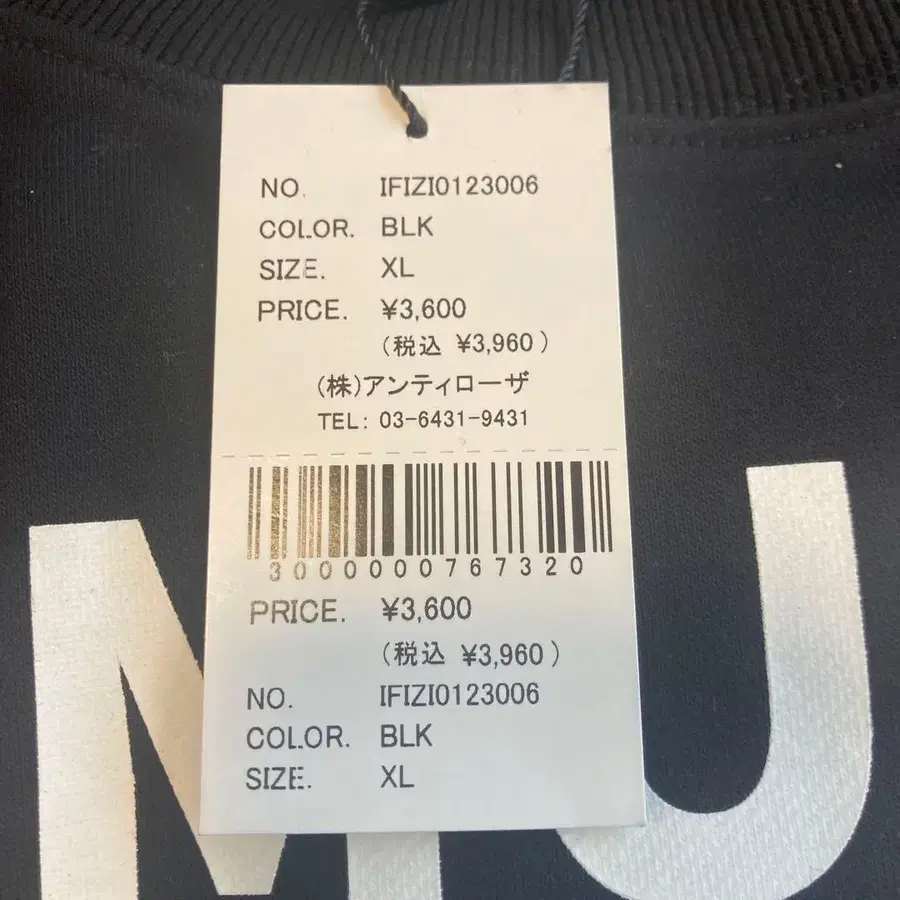 NO. IFIZI0123006
COLOR. BLK
SIZE. XL
PRICE. ¥3,600
(税込 ¥3,960)
(株)アンティローザ
TEL: 03-6431-9431
3000000767320
PRICE. ¥3,600
(税込 ¥3,960)
NO. IFIZI0123006
COLOR. BLK
SIZE. XL
MU